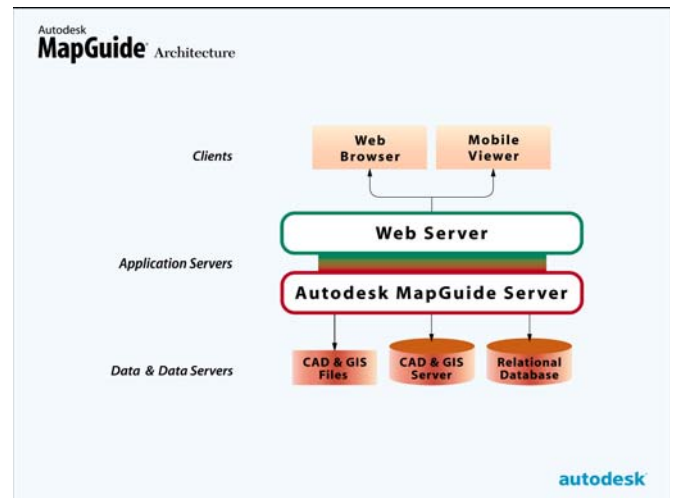 Autodesk
MapGuide® Architecture
Clients
Web
Browser
Mobile
Viewer
Web Server
Application Servers
Autodesk MapGuide Server
Data & Data Servers
CAD & GIS
Files
CAD & GIS
Server
Relational
Database
autodesk